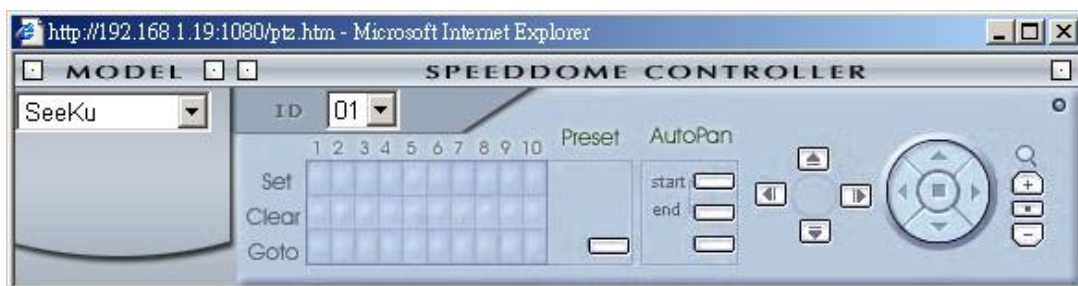 http://192.168.1.19:1080/ptz.htm - Microsoft Internet Explorer
MODEL
SPEEDDOME CONTROLLER
SeeKu
ID 01
Preset AutoPan
1 2 3 4 5 6 7 8 9 10
Set
Clear
Goto
start
end